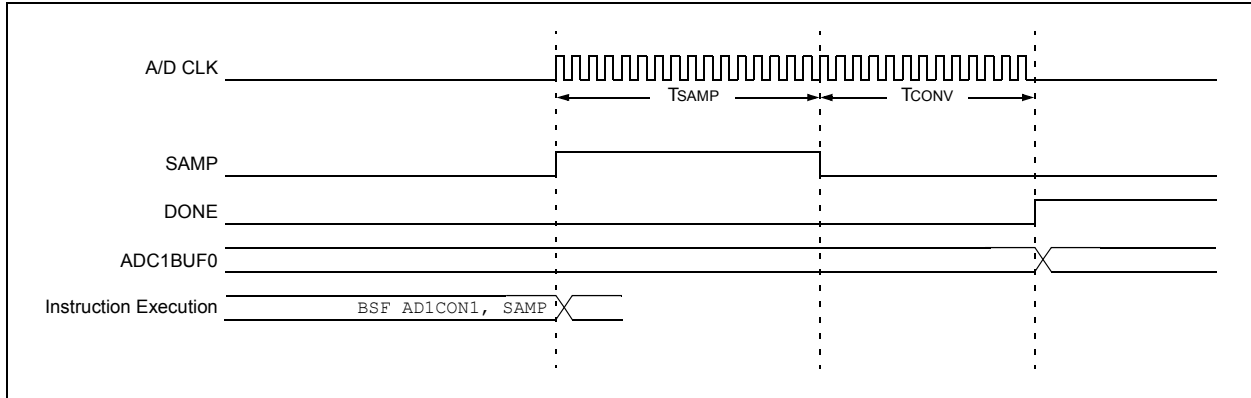 A/D CLK
TSAMP
TCONV
SAMP
DONE
ADC1BUF0
Instruction Execution
BSF AD1CON1, SAMP